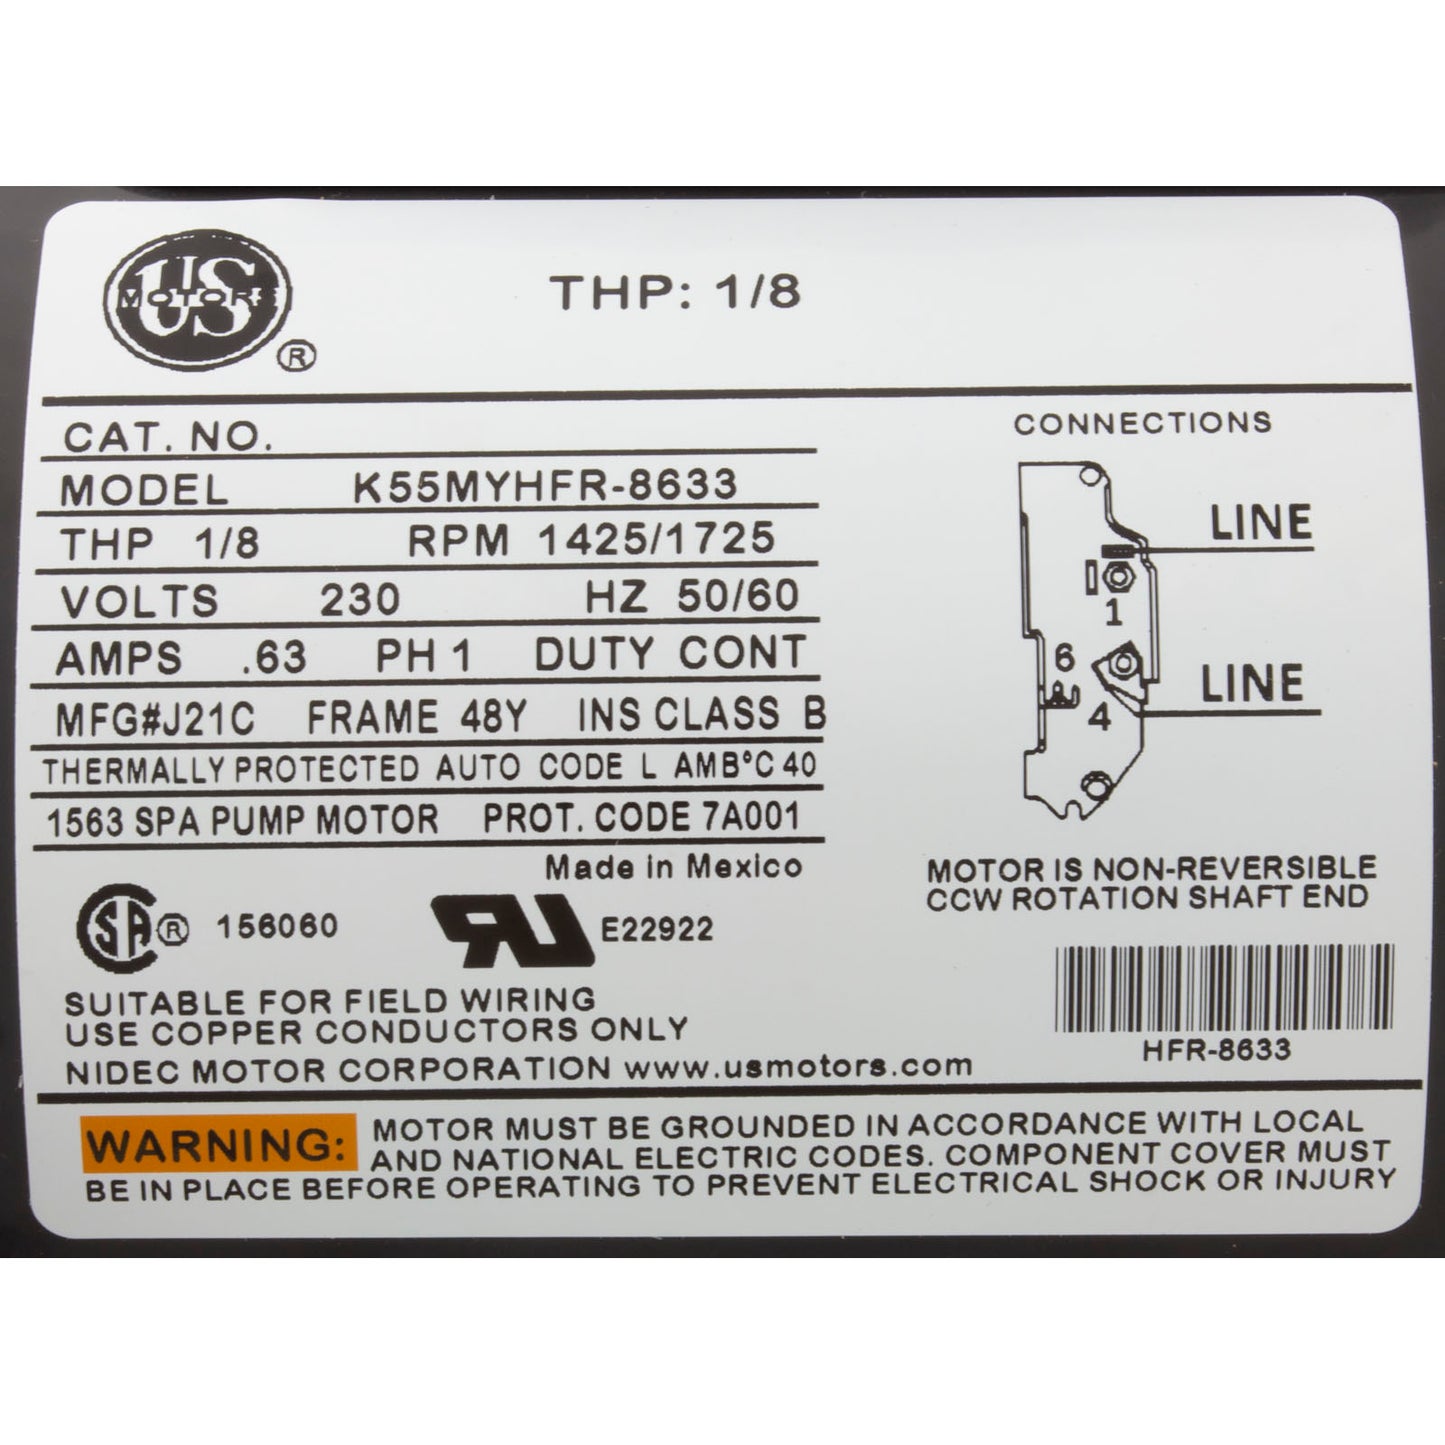 US
MOTORS
®
THP: 1/8
CAT. NO.
MODEL K55MYHFR-8633
THP 1/8 RPM 1425/1725
VOLTS 230 HZ 50/60
AMPS .63 PH 1 DUTY CONT
MFG#J21C FRAME 48Y INS CLASS B
THERMALLY PROTECTED AUTO CODE L AMB°C 40
1563 SPA PUMP MOTOR PROT. CODE 7A001
Made in Mexico
SA ® 156060 RU E22922
SUITABLE FOR FIELD WIRING
USE COPPER CONDUCTORS ONLY
NIDEC MOTOR CORPORATION www.usmotors.com
CONNECTIONS
LINE
1
6
LINE
4
MOTOR IS NON-REVERSIBLE
CCW ROTATION SHAFT END
HFR-8633
WARNING: MOTOR MUST BE GROUNDED IN ACCORDANCE WITH LOCAL
AND NATIONAL ELECTRIC CODES. COMPONENT COVER MUST
BE IN PLACE BEFORE OPERATING TO PREVENT ELECTRICAL SHOCK OR INJURY